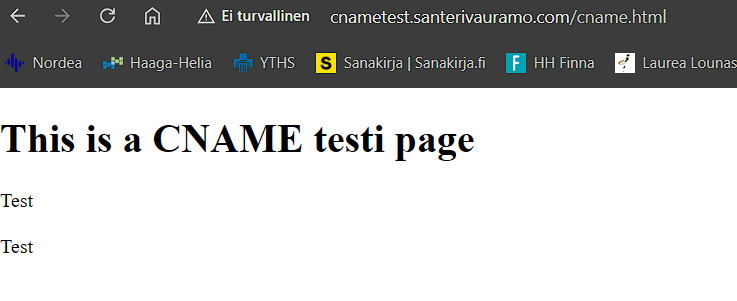 Ei turvallinen cnametest.santerivauramo.com/cname.html
Nordea Haaga-Helia YTHS S Sanakirja | Sanakirja.fi F HH Finna Laurea Lounas
This is a CNAME testi page
Test
Test